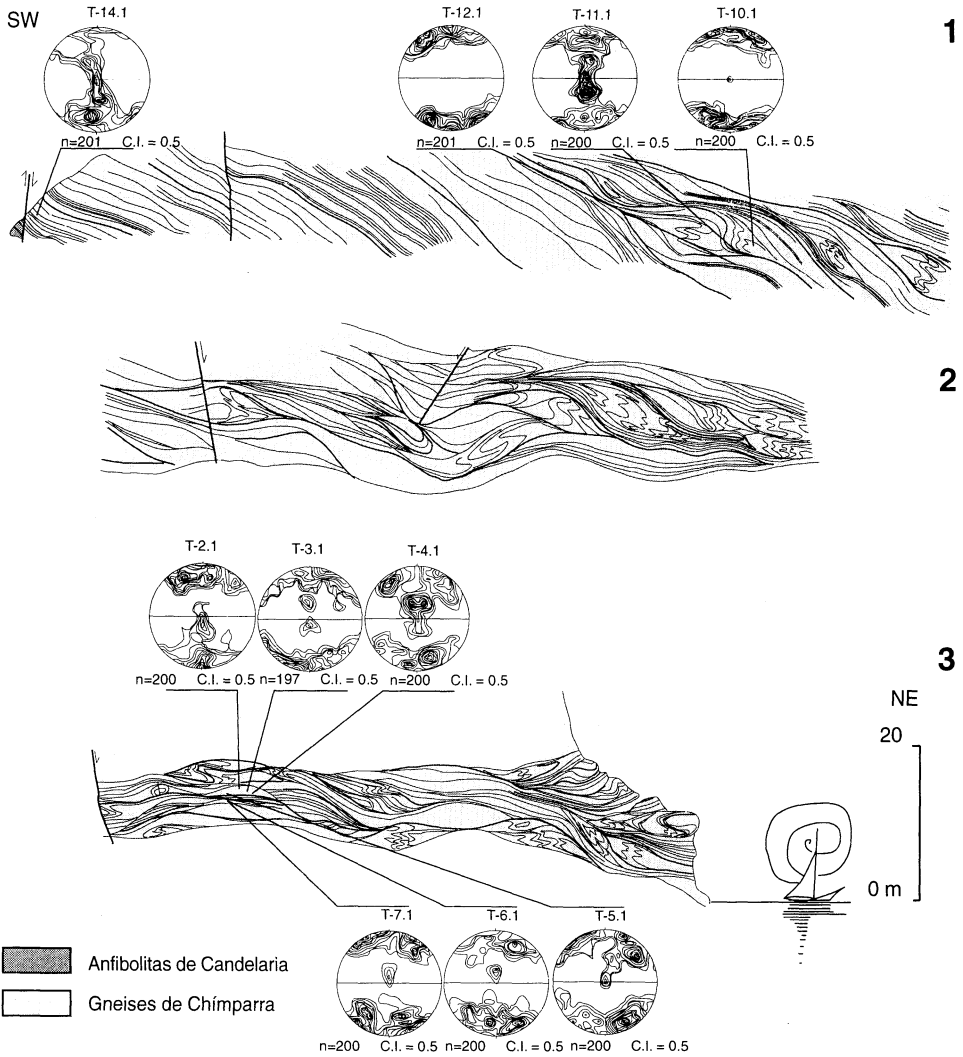 SW
T-14.1
T-12.1
T-11.1
T-10.1
1
n=201 C.I. = 0.5
n=201 C.I. = 0.5
n=200 C.I. = 0.5
n=200 C.I. = 0.5
2
T-2.1
T-3.1
T-4.1
n=200 C.I. = 0.5
n=197 C.I. = 0.5
n=200 C.I. = 0.5
3
NE
20
0 m
T-7.1
T-6.1
T-5.1
Anfibolitas de Candelaria
Gneises de Chímparra
n=200 C.I. = 0.5
n=200 C.I. = 0.5
n=200 C.I. = 0.5